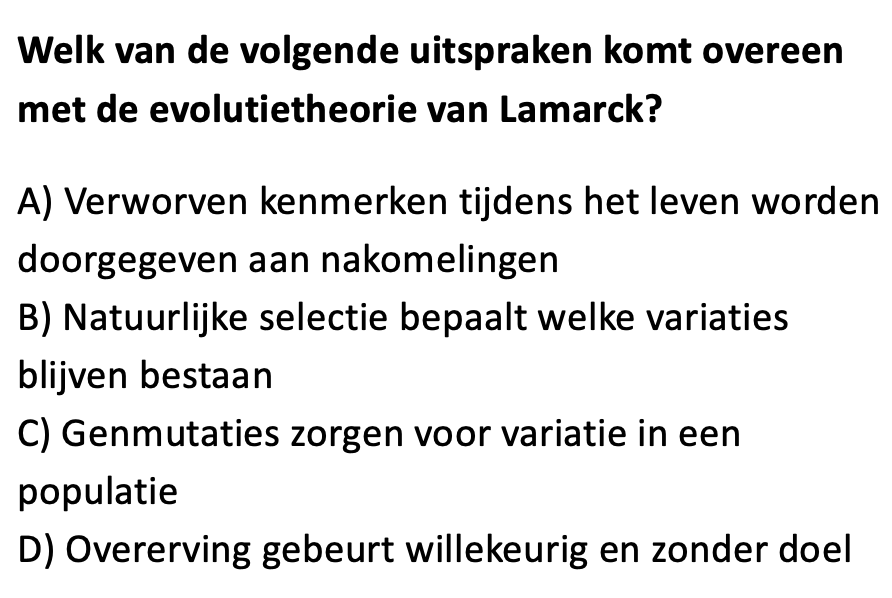 Welk van de volgende uitspraken komt overeen
met de evolutietheorie van Lamarck?
A) Verworven kenmerken tijdens het leven worden
doorgegeven aan nakomelingen
B) Natuurlijke selectie bepaalt welke variaties
blijven bestaan
C) Genmutaties zorgen voor variatie in een
populatie
D) Overerving gebeurt willekeurig en zonder doel